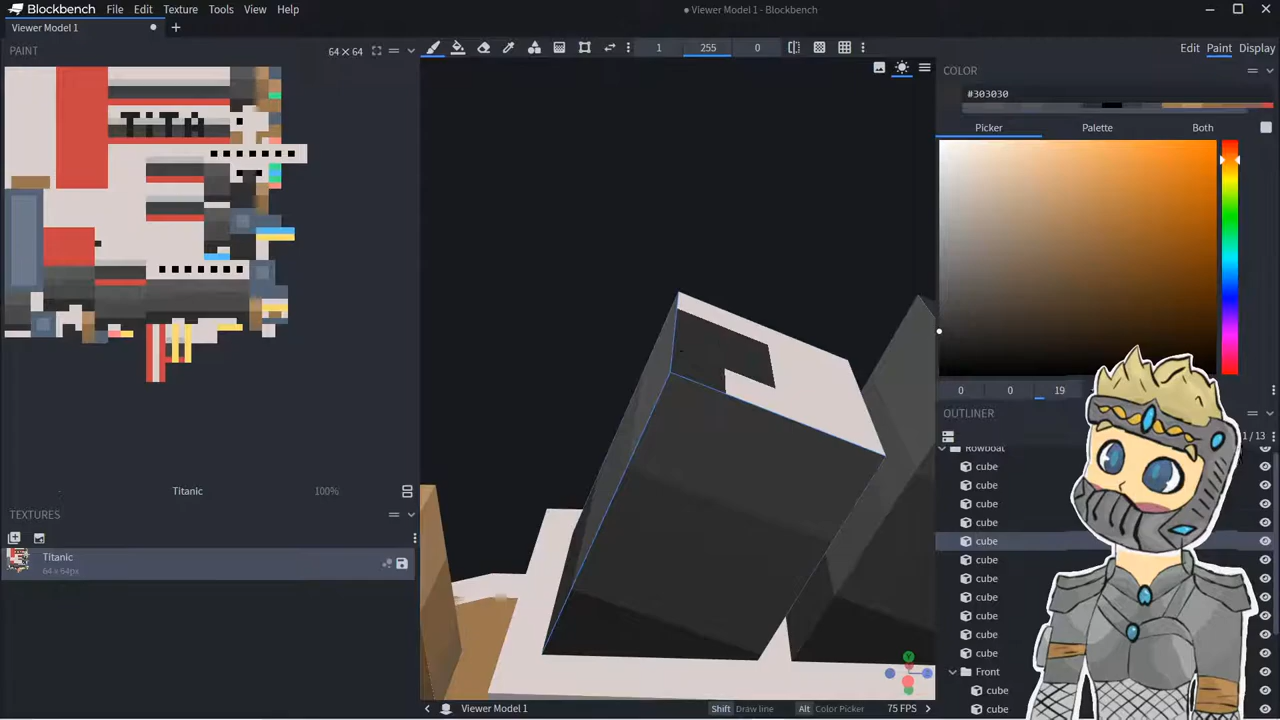 Blockbench File Edit Texture Tools View Help
Viewer Model 1 - Blockbench
Viewer Model 1
PAINT
64 × 64
1
255
0
Edit Paint Display
COLOR
#303030
Picker
Palette
Both
TiTA
0
0
19
OUTLINER
1 / 13
Rowboat
cube
cube
cube
cube
cube
cube
cube
cube
cube
cube
cube
Front
cube
cube
Titanic
100%
TEXTURES
Titanic
64 x 64px
Viewer Model 1
Shift Draw line
Alt Color Picker
75 FPS